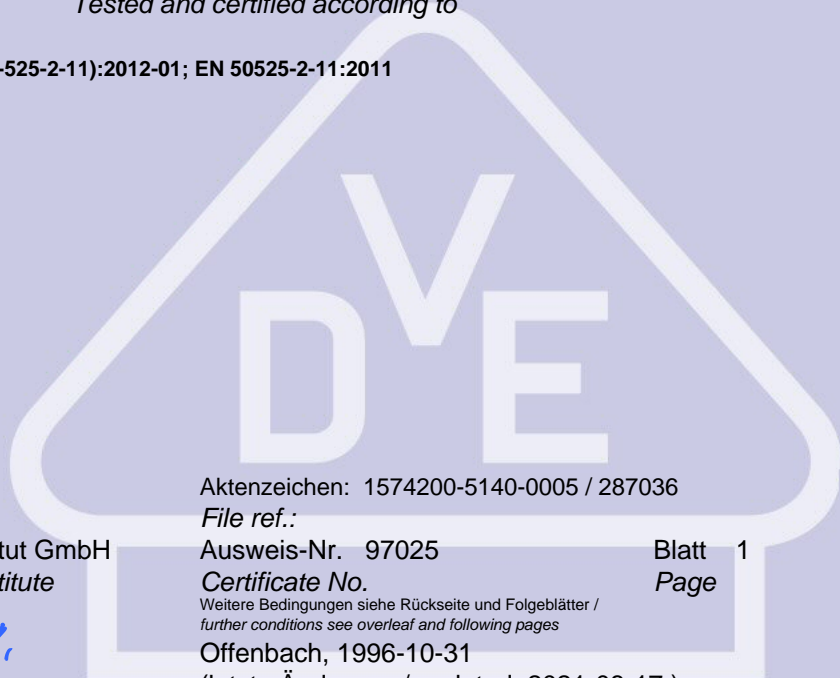 Tested and certified according to
-525-2-11):2012-01; EN 50525-2-11:2011
VDE
Aktenzeichen: 1574200-5140-0005 / 287036
File ref.:
tut GmbH Ausweis-Nr. 97025 Blatt 1
titute Certificate No. Page
Weitere Bedingungen siehe Rückseite und Folgeblätter /
further conditions see overleaf and following pages
Offenbach, 1996-10-31